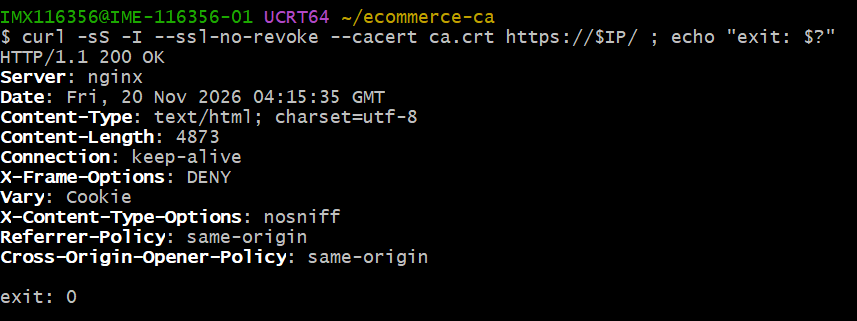 IMX116356@IME-116356-01 UCRT64 ~/ecommerce-ca
$ curl -sS -I --ssl-no-revoke --cacert ca.crt https://$IP/ ; echo "exit: $?"
HTTP/1.1 200 OK
Server: nginx
Date: Fri, 20 Nov 2026 04:15:35 GMT
Content-Type: text/html; charset=utf-8
Content-Length: 4873
Connection: keep-alive
X-Frame-Options: DENY
Vary: Cookie
X-Content-Type-Options: nosniff
Referrer-Policy: same-origin
Cross-Origin-Opener-Policy: same-origin
exit: 0